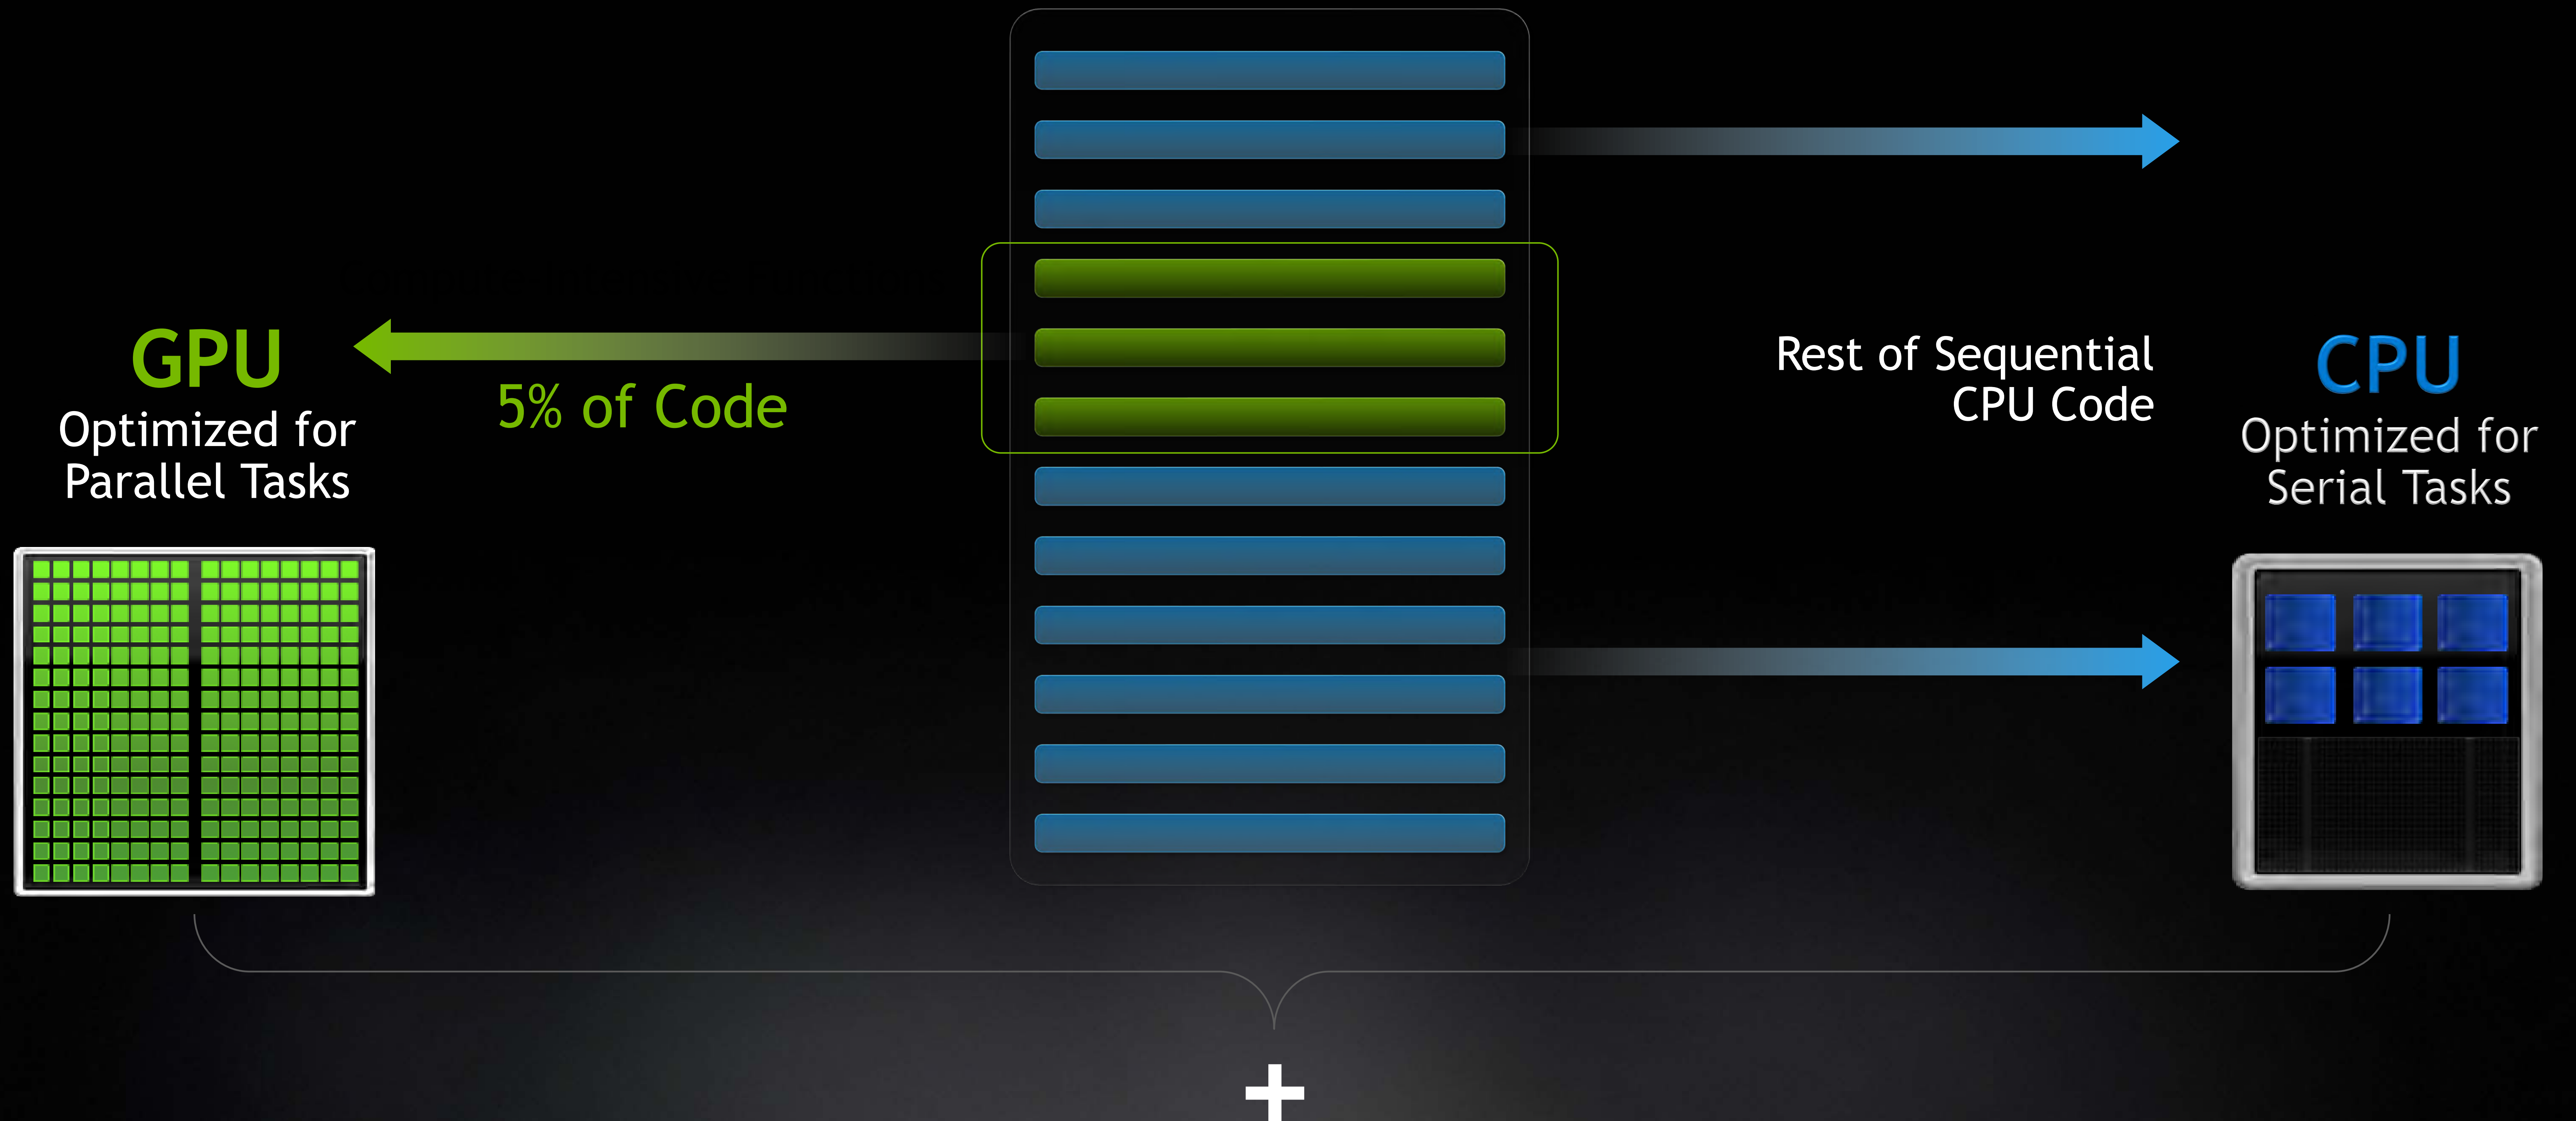 GPU
Optimized for
Parallel Tasks
5% of Code
Rest of Sequential
CPU Code
CPU
Optimized for
Serial Tasks
+